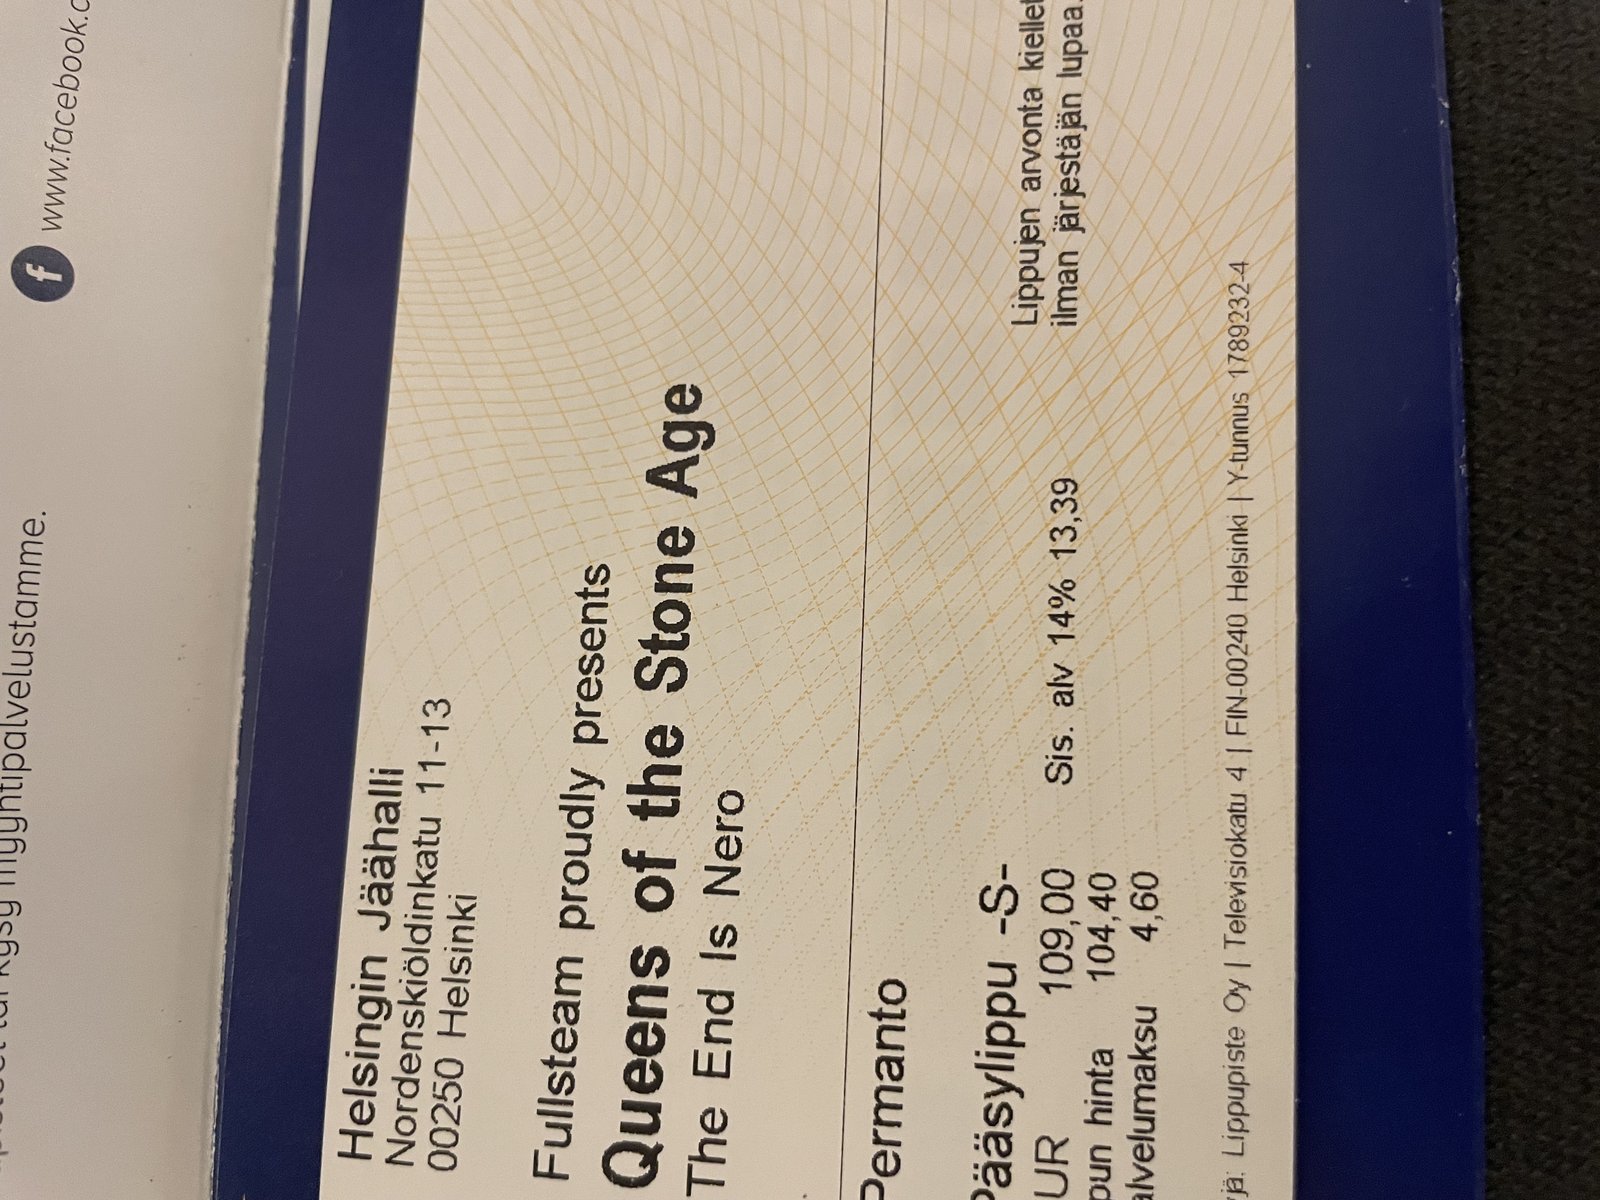 myyntipalvelustamme.
www.facebook.c
Helsingin Jäähalli
Nordenskiöldinkatu 11-13
00250 Helsinki
Fullsteam proudly presents
Queens of the Stone Age
The End Is Nero
Permanto
Pääsylippu -S-
UR 109,00 Sis. alv 14% 13,39
pun hinta 104,40
alvelumaksu 4,60
Lippujen arvonta kiellet
ilman järjestäjän lupaa.
jä: Lippupiste Oy | Televisiokatu 4 | FIN-00240 Helsinki | Y-tunnus 1789232-4